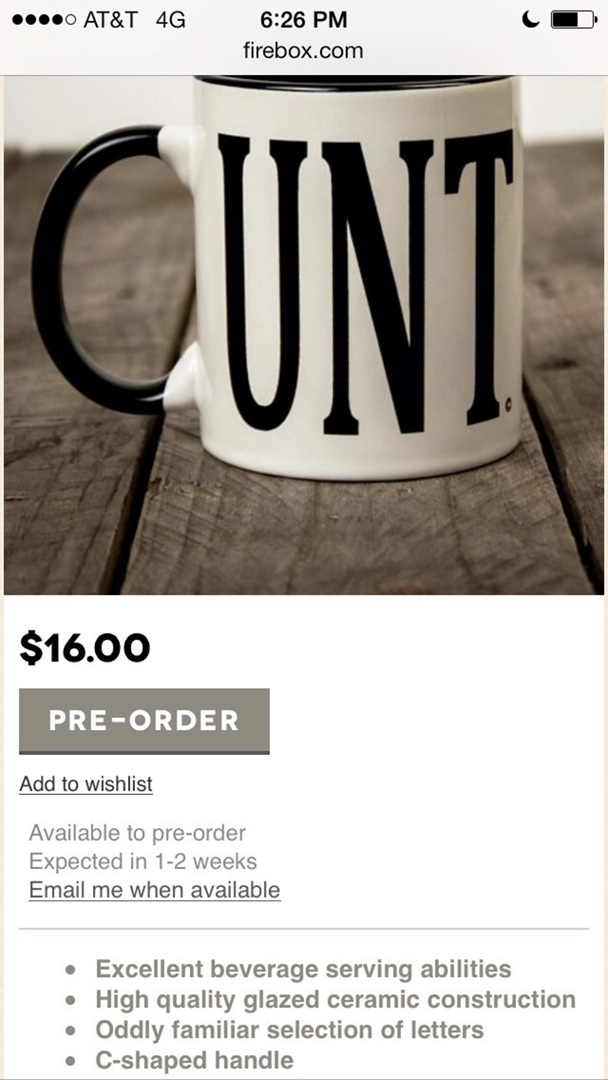 AT&T 4G 6:26 PM
firebox.com
UNT
$16.00
PRE-ORDER
Add to wishlist
Available to pre-order
Expected in 1-2 weeks
Email me when available
Excellent beverage serving abilities
High quality glazed ceramic construction
Oddly familiar selection of letters
C-shaped handle